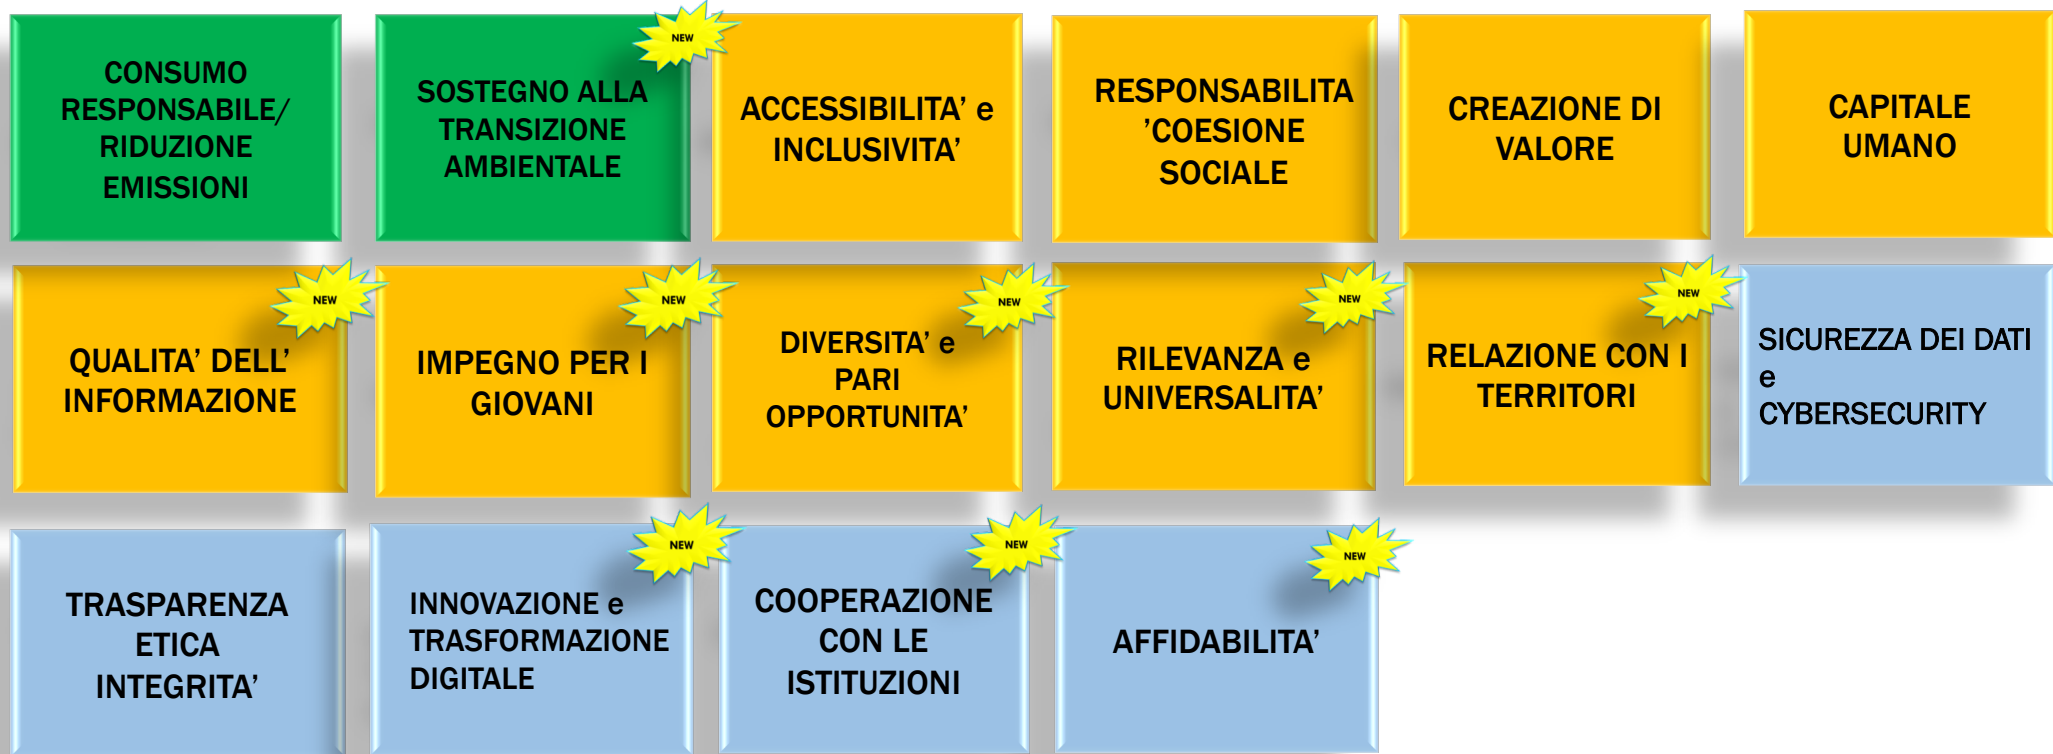 CONSUMO
RESPONSABILE/
RIDUZIONE
EMISSIONI
NEW
SOSTEGNO ALLA
TRANSIZIONE
AMBIENTALE
ACCESSIBILITA’ e
INCLUSIVITA’
RESPONSABILITA
’COESIONE
SOCIALE
CREAZIONE DI
VALORE
CAPITALE
UMANO
NEW
QUALITA’ DELL’
INFORMAZIONE
NEW
IMPEGNO PER I
GIOVANI
NEW
DIVERSITA’ e
PARI
OPPORTUNITA’
NEW
RILEVANZA e
UNIVERSALITA’
NEW
RELAZIONE CON I
TERRITORI
SICUREZZA DEI DATI
e
CYBERSECURITY
TRASPARENZA
ETICA
INTEGRITA’
NEW
INNOVAZIONE e
TRASFORMAZIONE
DIGITALE
NEW
COOPERAZIONE
CON LE
ISTITUZIONI
NEW
AFFIDABILITA’